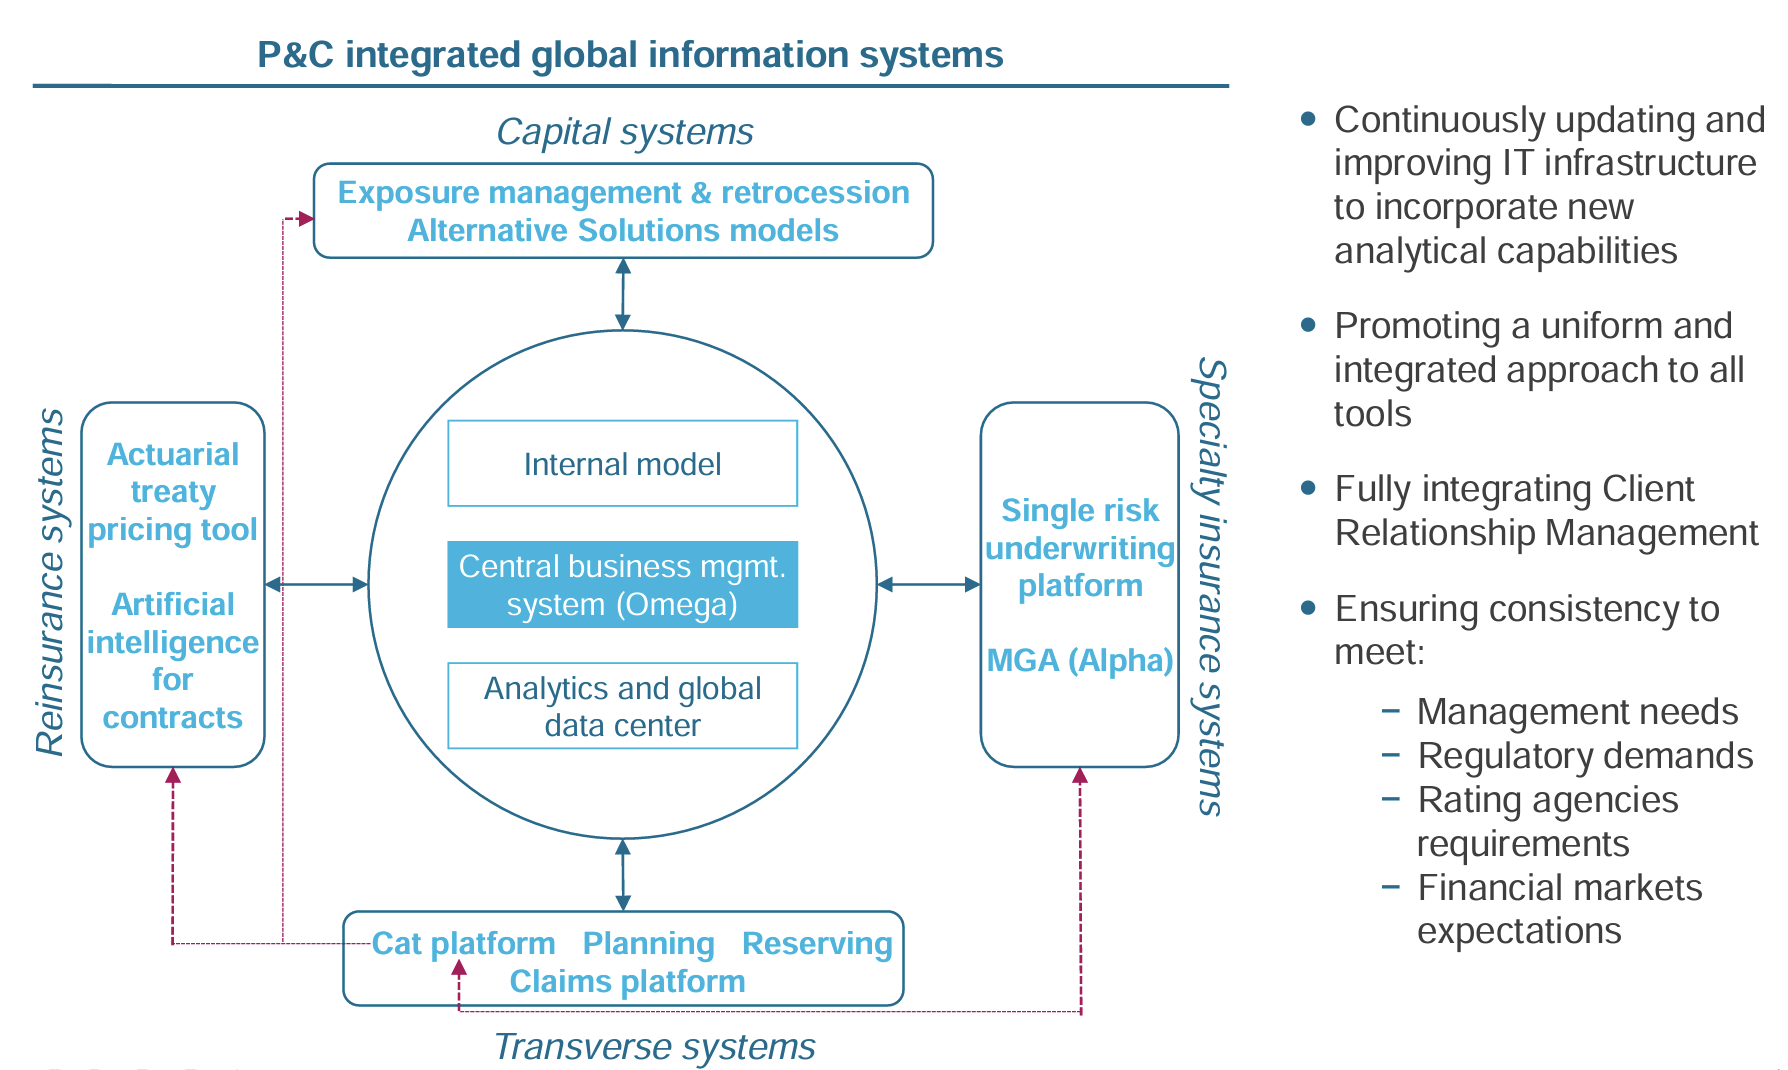 P&C integrated global information systems
Capital systems
Exposure management & retrocession
Alternative Solutions models
Reinsurance systems
Actuarial
treaty
pricing tool
Artificial
intelligence
for
contracts
Internal model
Central business mgmt.
system (Omega)
Analytics and global
data center
Single risk
underwriting
platform
MGA (Alpha)
Specialty insurance systems
Cat platform Planning Reserving
Claims platform
Transverse systems
• Continuously updating and
improving IT infrastructure
to incorporate new
analytical capabilities
• Promoting a uniform and
integrated approach to all
tools
• Fully integrating Client
Relationship Management
• Ensuring consistency to
meet:
− Management needs
− Regulatory demands
− Rating agencies
requirements
− Financial markets
expectations